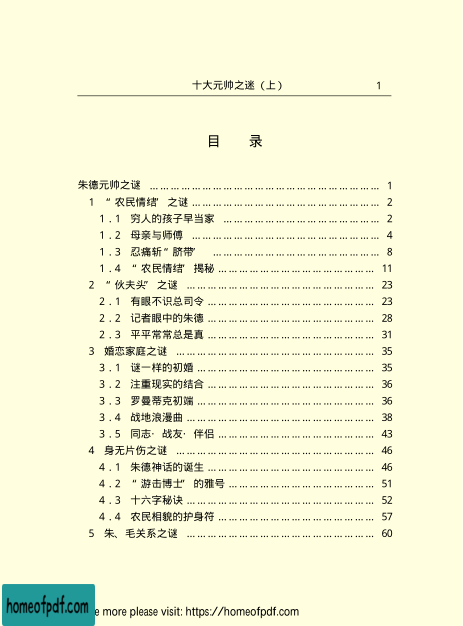 十大元帅之迷（上） 1
目 录
朱德元帅之谜 ……………………………………………………… 1
1 “农民情结”之谜 ……………………………………………… 2
1．1 穷人的孩子早当家 ……………………………………… 2
1．2 母亲与师傅 ……………………………………………… 4
1．3 忍痛斩“脐带” ………………………………………… 8
1．4 “农民情结”揭秘 ……………………………………… 11
2 “伙夫头”之谜 ………………………………………………… 23
2．1 有眼不识总司令 ………………………………………… 23
2．2 记者眼中的朱德 ………………………………………… 28
2．3 平平常常总是真 ………………………………………… 31
3 婚恋家庭之谜 ………………………………………………… 35
3．1 谜一样的初婚 …………………………………………… 35
3．2 注重现实的结合 ………………………………………… 36
3．3 罗曼蒂克初端 …………………………………………… 36
3．4 战地浪漫曲 ……………………………………………… 38
3．5 同志·战友·伴侣 ……………………………………… 43
4 身无片伤之谜 ………………………………………………… 46
4．1 朱德神话的诞生 ………………………………………… 46
4．2 “游击博士”的雅号 …………………………………… 51
4．3 十六字秘诀 ……………………………………………… 52
4．4 农民相貌的护身符 ……………………………………… 57
5 朱、毛关系之谜 ……………………………………………… 60
homeofpdf.com
e more please visit: https://homeofpdf.com